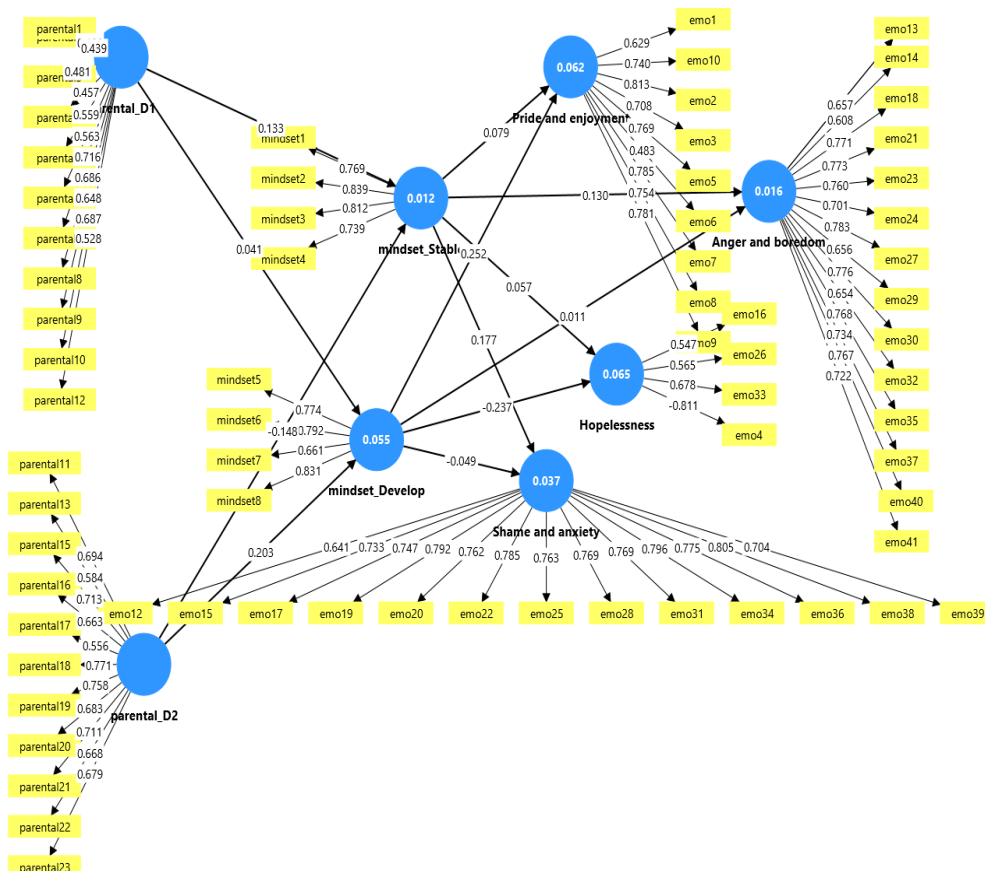 parental1
0.439
0.481
0.457
0.559
0.563
0.716
0.686
0.648
0.687
0.528
parental8
parental9
parental10
parental12
rental_D1
0.133
0.041
mindset1
mindset2
mindset3
mindset4
0.769
0.839
0.812
0.739
0.012
0.079
0.130
0.252
0.057
0.177
0.011
0.062
Pride and enjoyment
0.629
0.740
0.813
0.708
0.769
0.483
0.785
0.754
0.781
emo1
emo10
emo2
emo3
emo5
emo6
emo7
emo8
0.016
Anger and boredom
0.657
0.608
0.771
0.773
0.760
0.701
0.783
0.656
0.776
0.654
0.768
0.734
0.767
0.722
emo13
emo14
emo18
emo21
emo23
emo24
emo27
emo29
emo30
emo32
emo35
emo37
emo40
emo41
0.065
Hopelessness
0.547
0.565
0.678
-0.811
emo16
emo26
emo33
emo4
mindset5
mindset6
mindset7
mindset8
0.774
0.792
0.661
0.831
-0.148
0.055
mindset_Develop
-0.237
-0.049
0.203
0.037
Shame and anxiety
0.641
0.733
0.747
0.792
0.762
0.785
0.763
0.769
0.769
0.796
0.775
0.805
0.704
emo12
emo15
emo17
emo19
emo20
emo22
emo25
emo28
emo31
emo34
emo36
emo38
emo39
parental11
parental13
parental15
parental16
parental17
parental18
parental19
parental20
parental21
parental22
parental23
0.694
0.584
0.713
0.663
0.556
0.771
0.758
0.683
0.711
0.668
0.679
parental_D2